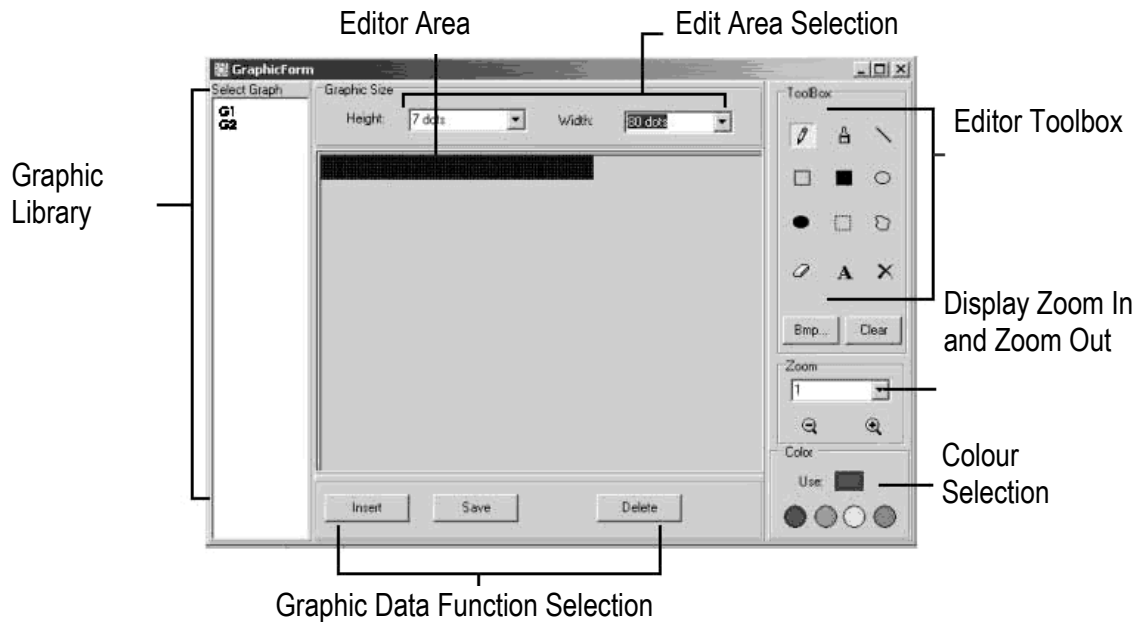 Editor Area
Edit Area Selection
GraphicForm
Select Graph
Graphic Size
ToolBox
G1
G2
Height:
7 dots
Width:
80 dots
Editor Toolbox
Graphic
Library
A
Display Zoom In
and Zoom Out
Bmp...
Clear
Zoom
1
Color
Use:
Colour
Selection
Insert
Save
Delete
Graphic Data Function Selection